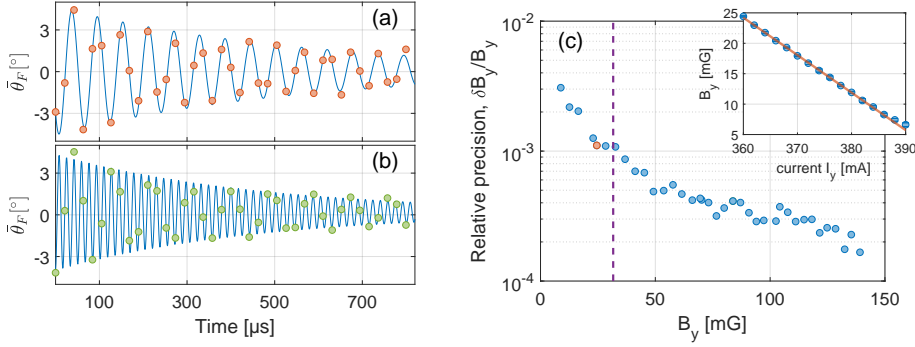 (a)
3
0
-3
θ̄_F [°]
(b)
3
0
-3
θ̄_F [°]
100 300 500 700
Time [μs]
(c)
10^-2
10^-3
10^-4
Relative precision, δB_y/B_y
0 50 100 150
B_y [mG]
25
20
15
10
5
B_y [mG]
360 370 380 390
current I_y [mA]